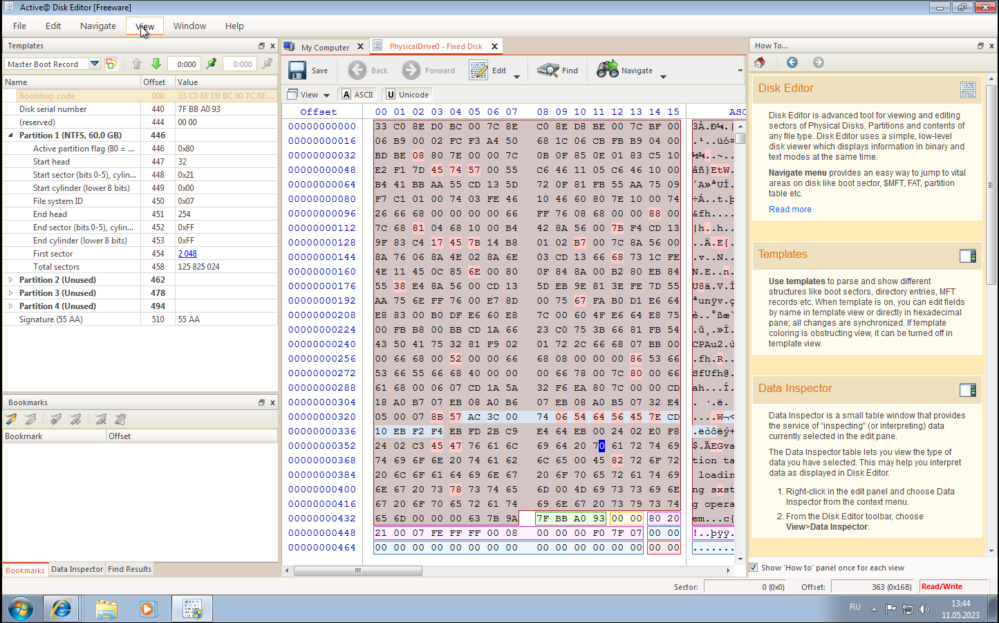 Active@ Disk Editor [Freeware]
File Edit Navigate View Window Help
Templates
Master Boot Record 0:000 0:000
Name Offset Value
Bootstrap code 000 33 C0 8E D0 BC 00 7C 8E ...
Disk serial number 440 7F BB A0 93
(reserved) 444 00 00
Partition 1 (NTFS, 60.0 GB) 446
Active partition flag (80 = ... 446 0x80
Start head 447 32
Start sector (bits 0-5), cylin... 448 0x21
Start cylinder (lower 8 bits) 449 0x00
File system ID 450 0x07
End head 451 254
End sector (bits 0-5), cylin... 452 0xFF
End cylinder (lower 8 bits) 453 0xFF
First sector 454 2 048
Total sectors 458 125 825 024
Partition 2 (Unused) 462
Partition 3 (Unused) 478
Partition 4 (Unused) 494
Signature (55 AA) 510 55 AA
Bookmarks
Bookmark Offset
Bookmarks Data Inspector Find Results
My Computer PhysicalDrive0 - Fixed Disk
Save Back Forward Edit Find Navigate »
View A ASCII U Unicode
Offset 00 01 02 03 04 05 06 07 08 09 10 11 12 13 14 15 ASC
00000000000 33 C0 8E D0 BC 00 7C 8E C0 8E D8 BE 00 7C BF 00 3À.Ð¼.|
00000000016 06 B9 00 02 FC F3 A4 50 68 1C 06 CB FB B9 04 00 .¹..üó¤
00000000032 BD BE 08 80 7E 00 00 7C 0B 0F 85 0E 01 83 C5 10 ½¾..~..
00000000048 E2 F1 7D 45 74 57 00 55 C6 46 11 05 C6 46 10 00 âñ}EtW.
00000000064 B4 41 BB AA 55 CD 13 5D 72 0F 81 FB 55 AA 75 09 ´A»ªUÍ.
00000000080 F7 C1 01 00 74 03 FE 46 10 46 60 80 7E 10 00 74 ÷Á..t.þ
00000000096 26 66 68 00 00 00 00 66 FF 76 08 68 00 00 88 00 &fh....
00000000112 7C 68 81 04 68 10 00 B4 42 8A 56 00 7B F4 CD 13 |h..h..
00000000128 9F 83 C4 17 45 7B 14 B8 01 02 B7 00 7C 8A 56 00 ..Ä.E{.
00000000144 8A 76 06 8A 4E 02 8A 6E 03 CD 13 66 68 73 1C FE .v..N..
00000000160 4E 11 45 0C 85 6E 00 80 0F 84 8A 00 B2 80 EB 84 N.E..n.
00000000176 55 38 E4 8A 56 00 CD 13 5D EB 9E 81 3E FE 7D 55 U8ä.V.Í
00000000192 AA 75 6E FF 76 00 E7 8D 00 75 67 FA B0 D1 E6 64 ªunÿv.ç
00000000208 E8 83 00 B0 DF E6 60 E8 7C 00 60 4F E6 64 E8 75 è..°ßæ`
00000000224 00 FB B8 00 BB CD 1A 66 23 C0 75 3B 66 81 FB 54 .û¸.»Í.
00000000240 43 50 41 75 32 81 F9 02 01 72 2C 66 68 07 BB 00 CPAu2.ù
00000000256 00 66 68 00 52 00 00 66 68 08 00 00 00 86 53 66 .fh.R..
00000000272 53 66 55 66 68 40 00 00 00 66 78 00 7C 80 00 66 SfUfh@.
00000000288 61 68 00 06 07 CD 1A 5A 32 F6 EA 80 7C 00 00 CD ah...Í.
00000000304 18 A0 B7 07 EB 08 A0 B6 07 EB 08 A0 B5 07 32 E4 . ·.ë.
00000000320 05 00 07 8B 57 AC 3C 00 74 06 54 64 56 45 7E CD ....W¬<
00000000336 10 EB F2 F4 EB FD 2B C9 E4 64 EB 00 24 02 E0 F8 .ëòôëý+
00000000352 24 02 C3 45 47 76 61 6C 69 64 20 70 61 72 74 69 $.ÃEGva
00000000368 74 69 6F 6E 20 74 61 62 6C 65 00 45 82 72 6F 72 tion ta
00000000384 20 6C 6F 61 64 69 6E 67 20 6F 70 65 72 61 74 69 loadin
00000000400 6E 67 20 73 78 73 74 65 6D 00 4D 69 73 73 69 6E ng sxst
00000000416 67 20 6F 70 65 72 61 74 69 6E 67 20 73 79 73 74 g opera
00000000432 65 6D 00 00 00 63 7B 9A 7F BB A0 93 00 00 80 20 em...c{
00000000448 21 00 07 FE FF FF 00 08 00 00 00 F0 7F 07 00 00 !..þÿÿ.
00000000464 00 00 00 00 00 00 00 00 00 00 00 00 00 00 00 00 .......
How To...
Disk Editor
Disk Editor is advanced tool for viewing and editing
sectors of Physical Disks, Partitions and contents of
any file type. Disk Editor uses a simple, low-level
disk viewer which displays information in binary and
text modes at the same time.
Navigate menu provides an easy way to jump to vital
areas on disk like boot sector, $MFT, FAT, partition
table etc.
Read more
Templates
Use templates to parse and show different
structures like boot sectors, directory entries, MFT
records etc. When template is on, you can edit fields
by name in template view or directly in hexadecimal
pane; all changes are synchronized. If template
coloring is obstructing view, it can be turned off in
template view.
Data Inspector
Data Inspector is a small table window that provides
the service of “inspecting” (or interpreting) data
currently selected in the edit pane.
The Data Inspector table lets you view the type of
data you have selected. This may help you interpret
data as displayed in Disk Editor.
1. Right-click in the edit panel and choose Data
Inspector from the context menu.
2. From the Disk Editor toolbar, choose
View>Data Inspector.
Show 'How to' panel once for each view
Sector: 0 (0x0) Offset: 363 (0x16B) Read/Write
RU 13:44
11.05.2023